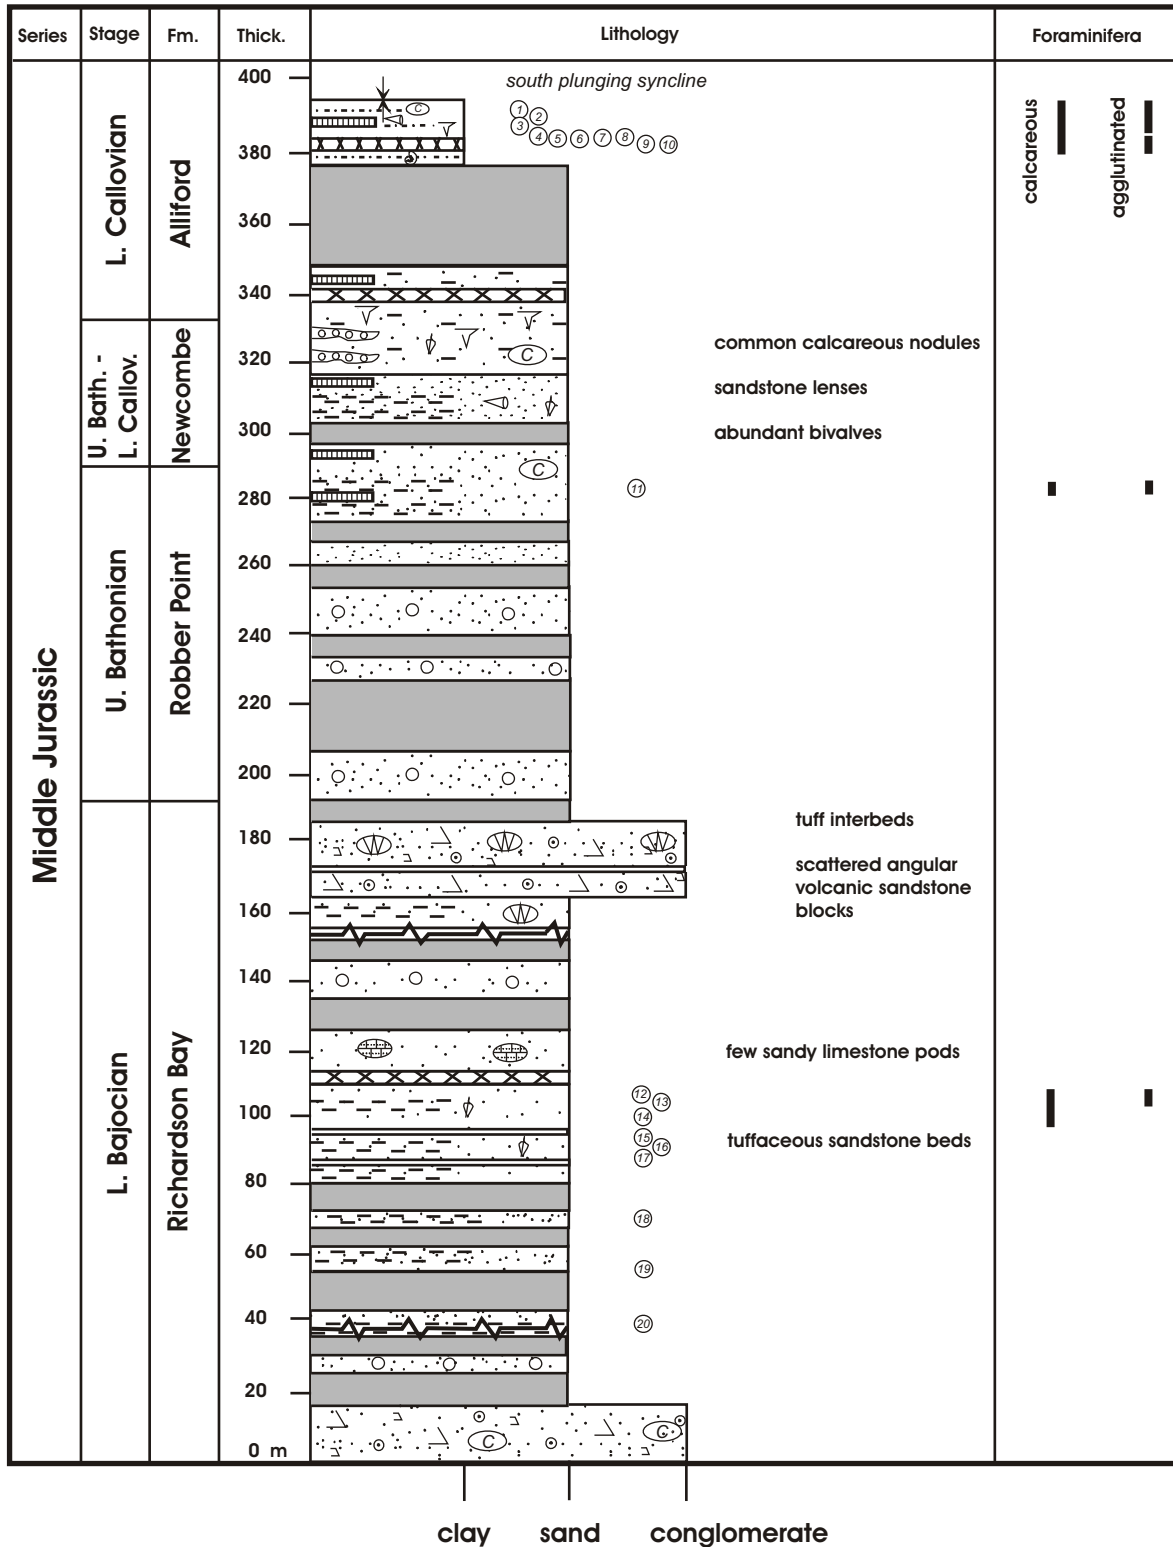 Series Stage Fm. Thick. Lithology Foraminifera
400
south plunging syncline
C
1
2
3
4 5 6 7 8 9 10
calcareous
agglutinated
380
L. Callovian
Alliford
360
340
U. Bath. -
L. Callov.
Newcombe
320
C
common calcareous nodules
sandstone lenses
300
abundant bivalves
C
280
11
260
U. Bathonian
Robber Point
240
220
200
Middle Jurassic
180
tuff interbeds
scattered angular
volcanic sandstone
blocks
160
140
120
few sandy limestone pods
L. Bajocian
Richardson Bay
12
13
100
14
15
16
17
tuffaceous sandstone beds
80
18
60
19
40
20
20
C
C
0 m
clay sand conglomerate